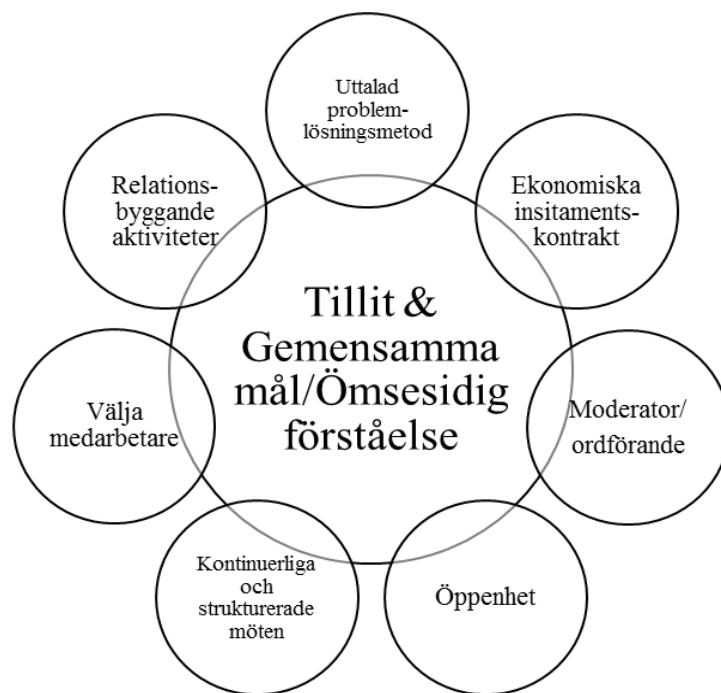 Uttalad
problem-
lösningsmetod
Relations-
byggande
aktiviteter
Ekonomiska
insitaments-
kontrakt
Tillit &
Gemensamma
mål/Ömsesidig
förståelse
Välja
medarbetare
Moderator/
ordförande
Kontinuerliga
och
strukturerade
möten
Öppenhet